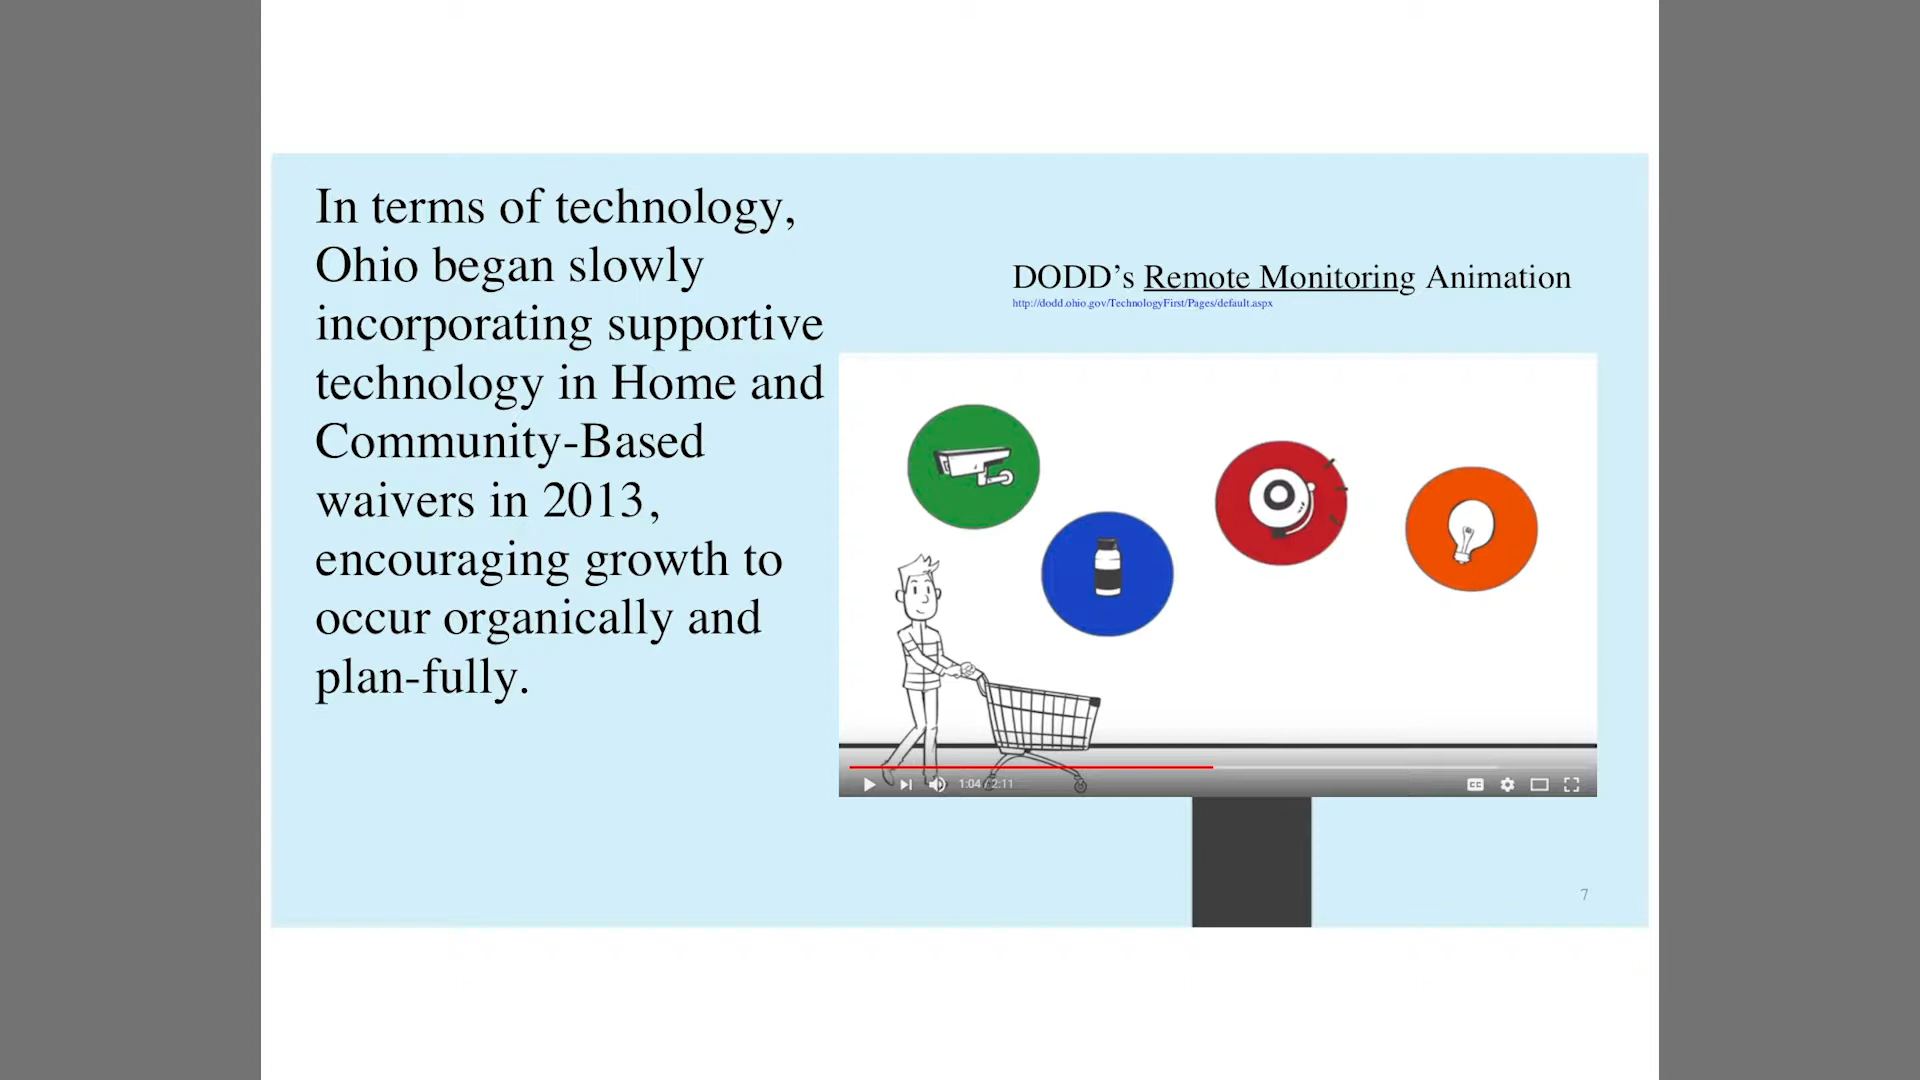 In terms of technology,
Ohio began slowly
incorporating supportive
technology in Home and
Community-Based
waivers in 2013,
encouraging growth to
occur organically and
plan-fully.
DODD’s Remote Monitoring Animation
http://dodd.ohio.gov/TechnologyFirst/Pages/default.aspx
1:04 / 2:11
CC
7